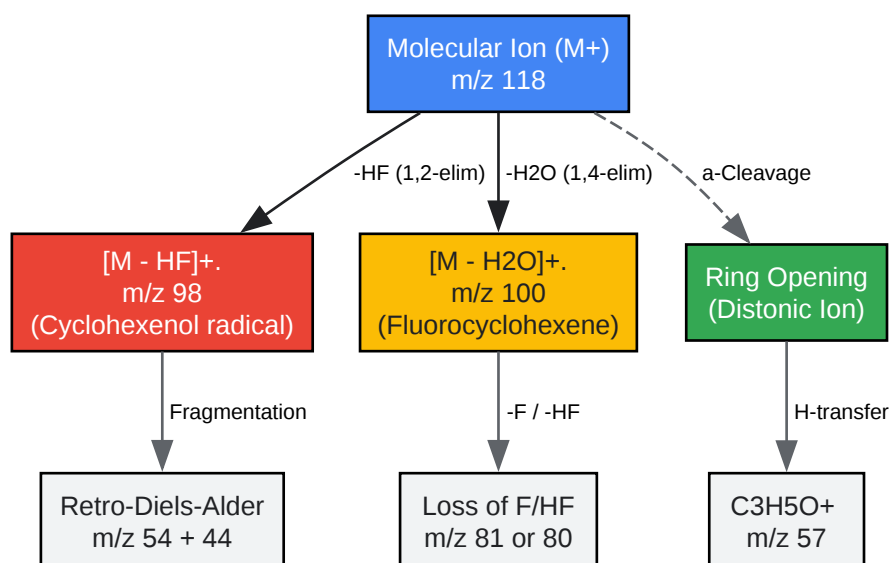 Molecular Ion (M+)
m/z 118
-HF (1,2-elim)
-H2O (1,4-elim)
a-Cleavage
[M - HF]+.
m/z 98
(Cyclohexenol radical)
[M - H2O]+.
m/z 100
(Fluorocyclohexene)
Ring Opening
(Distonic Ion)
Fragmentation
-F / -HF
H-transfer
Retro-Diels-Alder
m/z 54 + 44
Loss of F/HF
m/z 81 or 80
C3H5O+
m/z 57